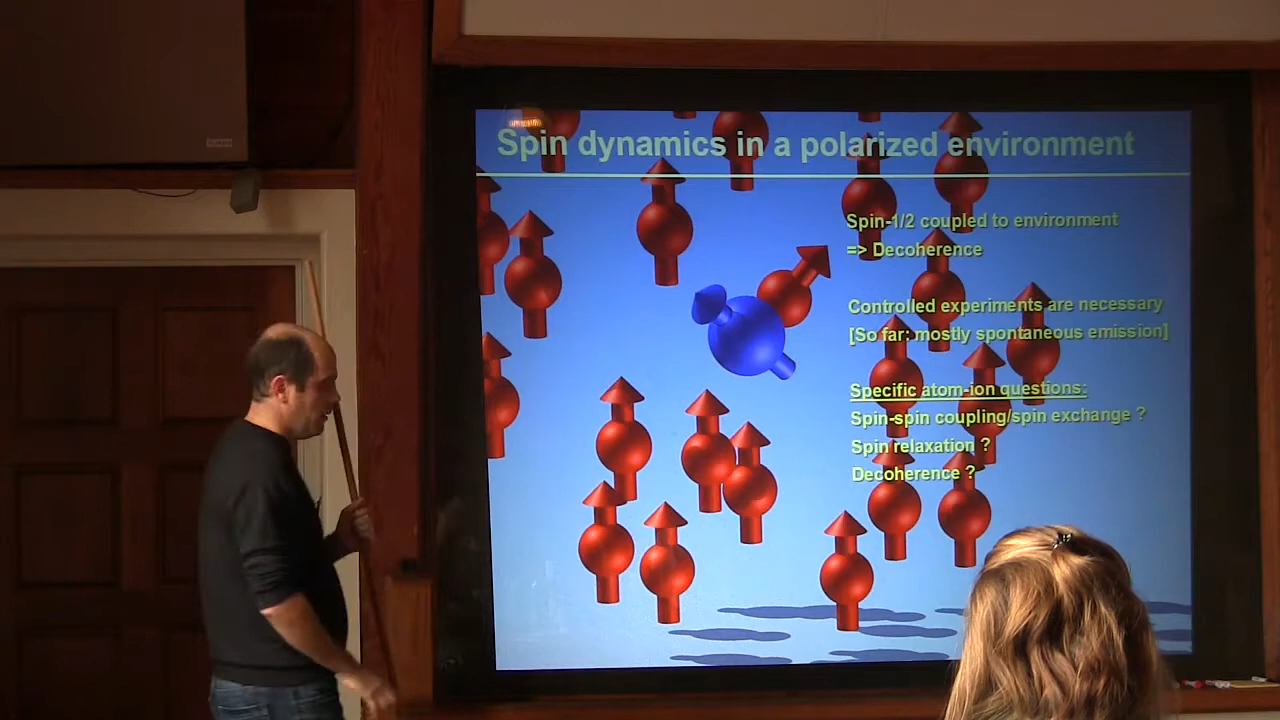 Spin dynamics in a polarized environment
Spin-1/2 coupled to environment
=> Decoherence
Controlled experiments are necessary
[So far: mostly spontaneous emission]
Specific atom-ion questions:
Spin-spin coupling/spin exchange ?
Spin relaxation ?
Decoherence ?